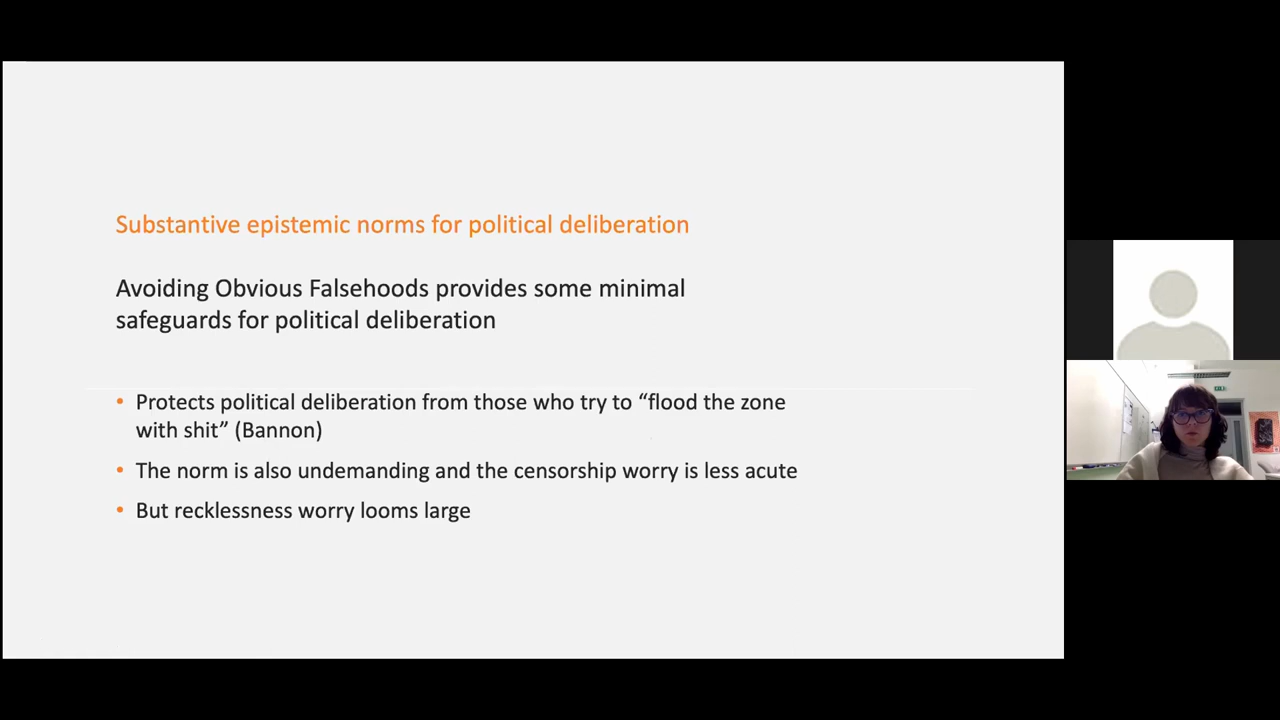 Substantive epistemic norms for political deliberation
Avoiding Obvious Falsehoods provides some minimal
safeguards for political deliberation
• Protects political deliberation from those who try to “flood the zone
with shit” (Bannon)
• The norm is also undemanding and the censorship worry is less acute
• But recklessness worry looms large